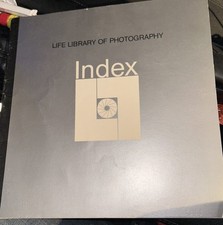 LIFE LIBRARY OF PHOTOGRAPHY
Index